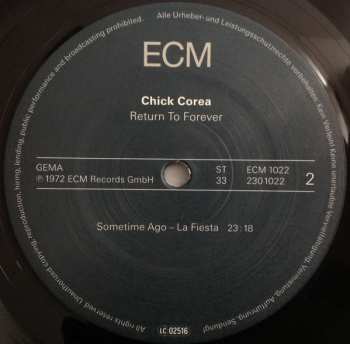 Alle Urheber- und Leistungsschutzrechte vorbehalten. Kein Verleih! Keine unerlaubte Vervielfältigung, Vermietung, Aufführung, Sendung!
ECM
Chick Corea
Return To Forever
GEMA
℗ 1972 ECM Records GmbH
ST
33
ECM 1022
2301022
2
Sometime Ago – La Fiesta 23:18
LC 02516
All rights reserved. Unauthorized copying, reproduction, hiring, lending, public performance and broadcasting prohibited.